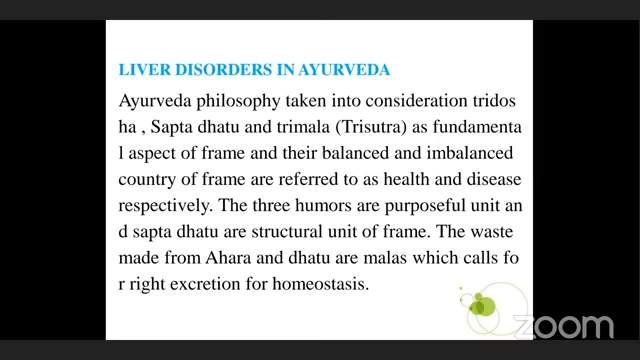 LIVER DISORDERS IN AYURVEDA
Ayurveda philosophy taken into consideration tridos
ha , Sapta dhatu and trimala (Trisutra) as fundamenta
l aspect of frame and their balanced and imbalanced
country of frame are referred to as health and disease
respectively. The three humors are purposeful unit an
d sapta dhatu are structural unit of frame. The waste
made from Ahara and dhatu are malas which calls fo
r right excretion for homeostasis.
zoom